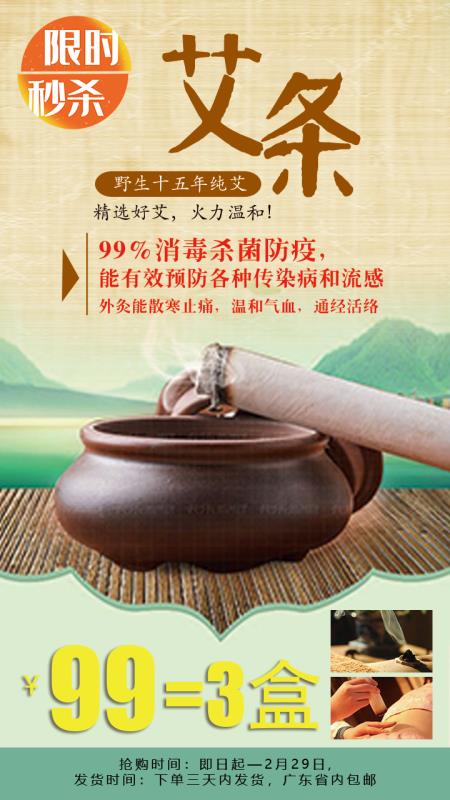 限时
秒杀
艾条
野生十五年纯艾
精选好艾，火力温和!
99%消毒杀菌防疫，
能有效预防各种传染病和流感
外灸能散寒止痛，温和气血，通经活络
¥99=3盒
抢购时间：即日起—2月29日，
发货时间：下单三天内发货，广东省内包邮